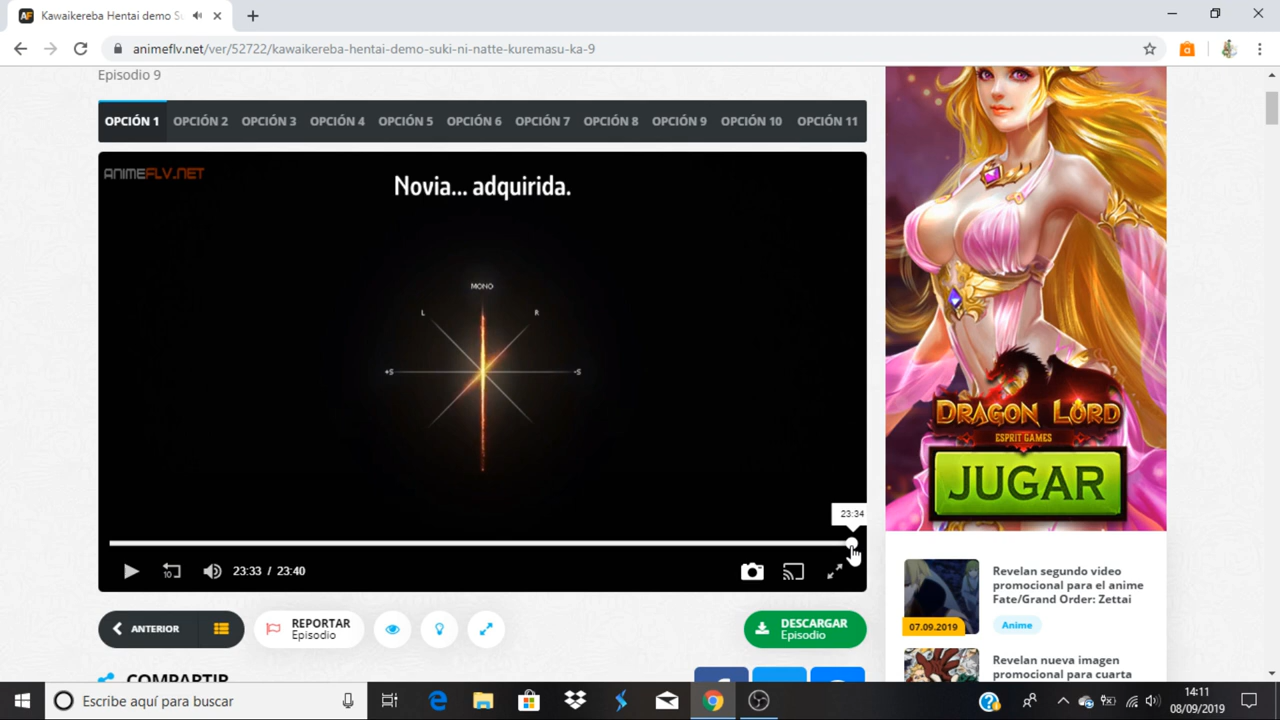 Kawaikereba Hentai demo Su
animeflv.net/ver/52722/kawaikereba-hentai-demo-suki-ni-natte-kuremasu-ka-9
Episodio 9
OPCIÓN 1 OPCIÓN 2 OPCIÓN 3 OPCIÓN 4 OPCIÓN 5 OPCIÓN 6 OPCIÓN 7 OPCIÓN 8 OPCIÓN 9 OPCIÓN 10 OPCIÓN 11
ANIMEFLV.NET
Novia... adquirida.
MONO
L R
+S -S
23:34
10 23:33 / 23:40
ANTERIOR
REPORTAR
Episodio
DESCARGAR
Episodio
COMPARTIR
DRAGON LORD
ESPRIT GAMES
JUGAR
Revelan segundo video
promocional para el anime
Fate/Grand Order: Zettai
07.09.2019
Anime
Revelan nueva imagen
promocional para cuarta
Escribe aquí para buscar
14:11
08/09/2019